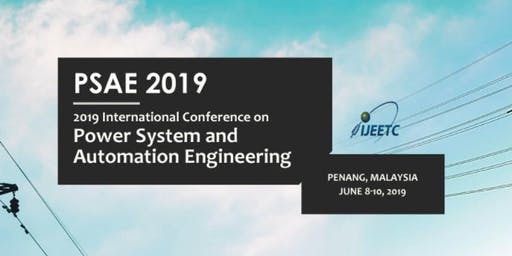 PSAE 2019
2019 International Conference on
Power System and
Automation Engineering
IJEETC
PENANG, MALAYSIA
JUNE 8-10, 2019